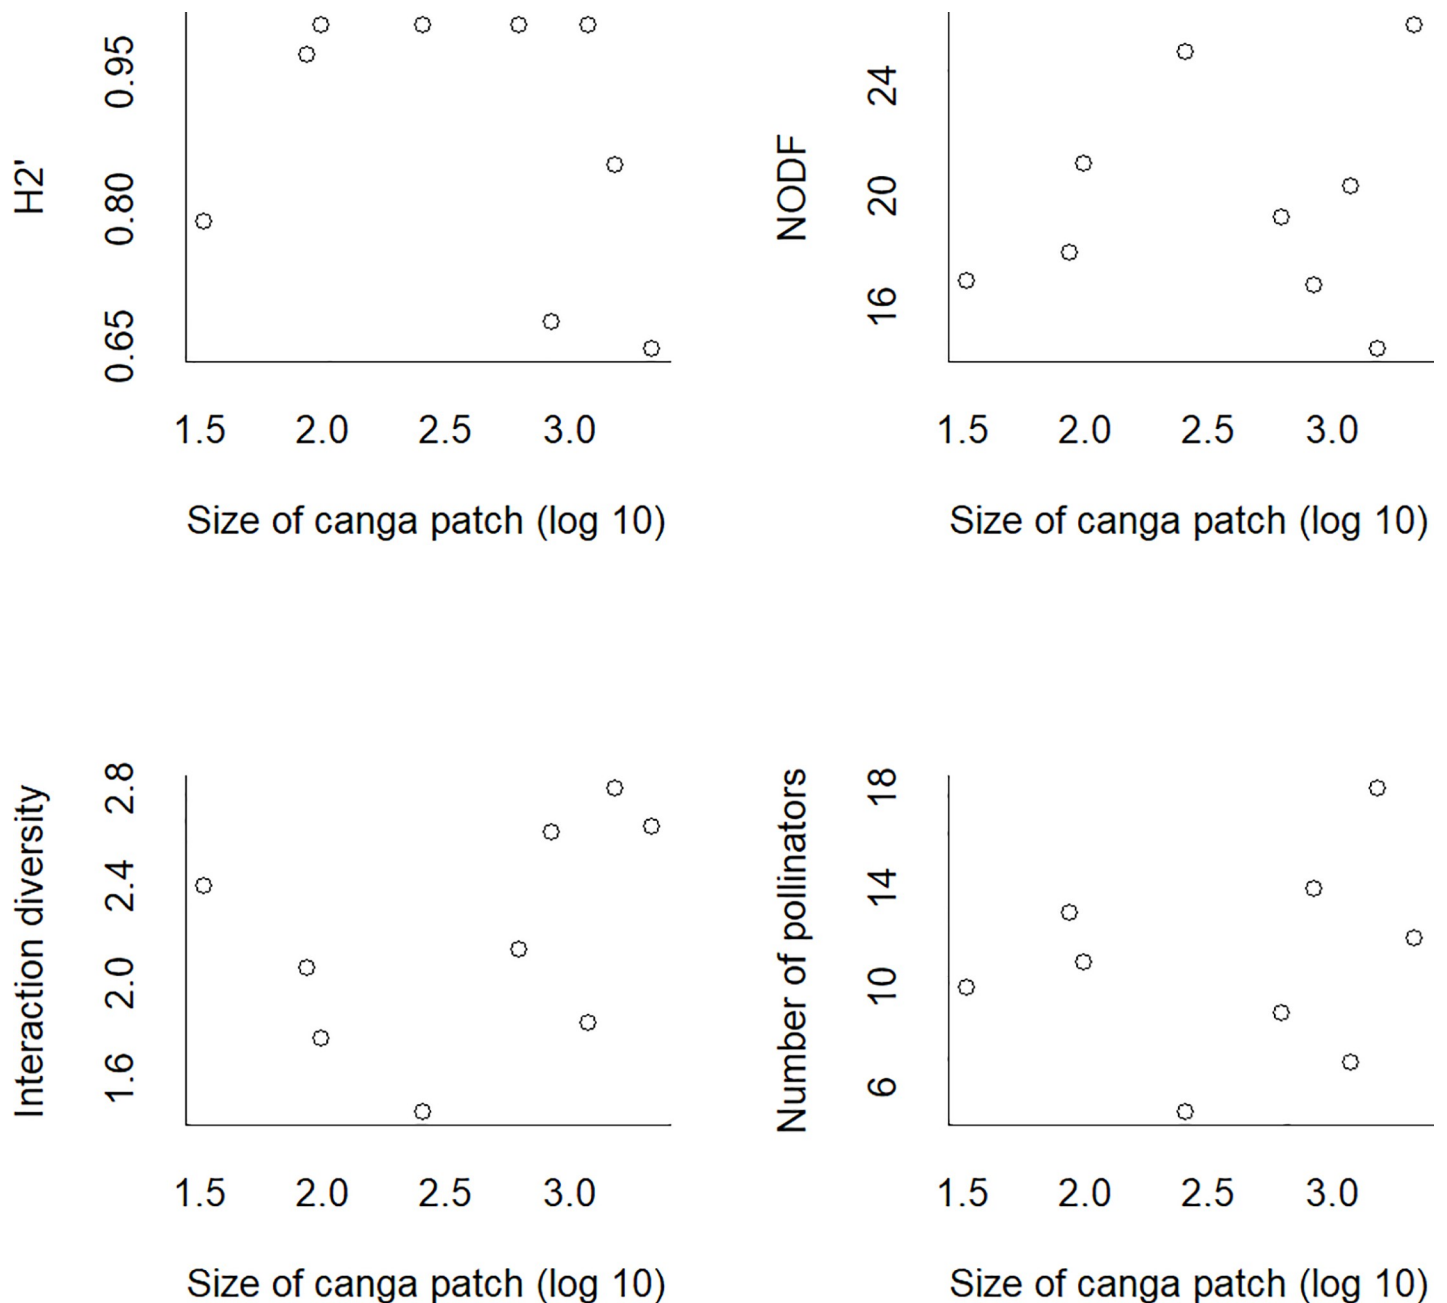 H2'
0.95
0.80
0.65
1.5 2.0 2.5 3.0
Size of canga patch (log 10)
NODF
24
20
16
1.5 2.0 2.5 3.0
Size of canga patch (log 10)
Interaction diversity
2.8
2.4
2.0
1.6
1.5 2.0 2.5 3.0
Size of canga patch (log 10)
Number of pollinators
18
14
10
6
1.5 2.0 2.5 3.0
Size of canga patch (log 10)